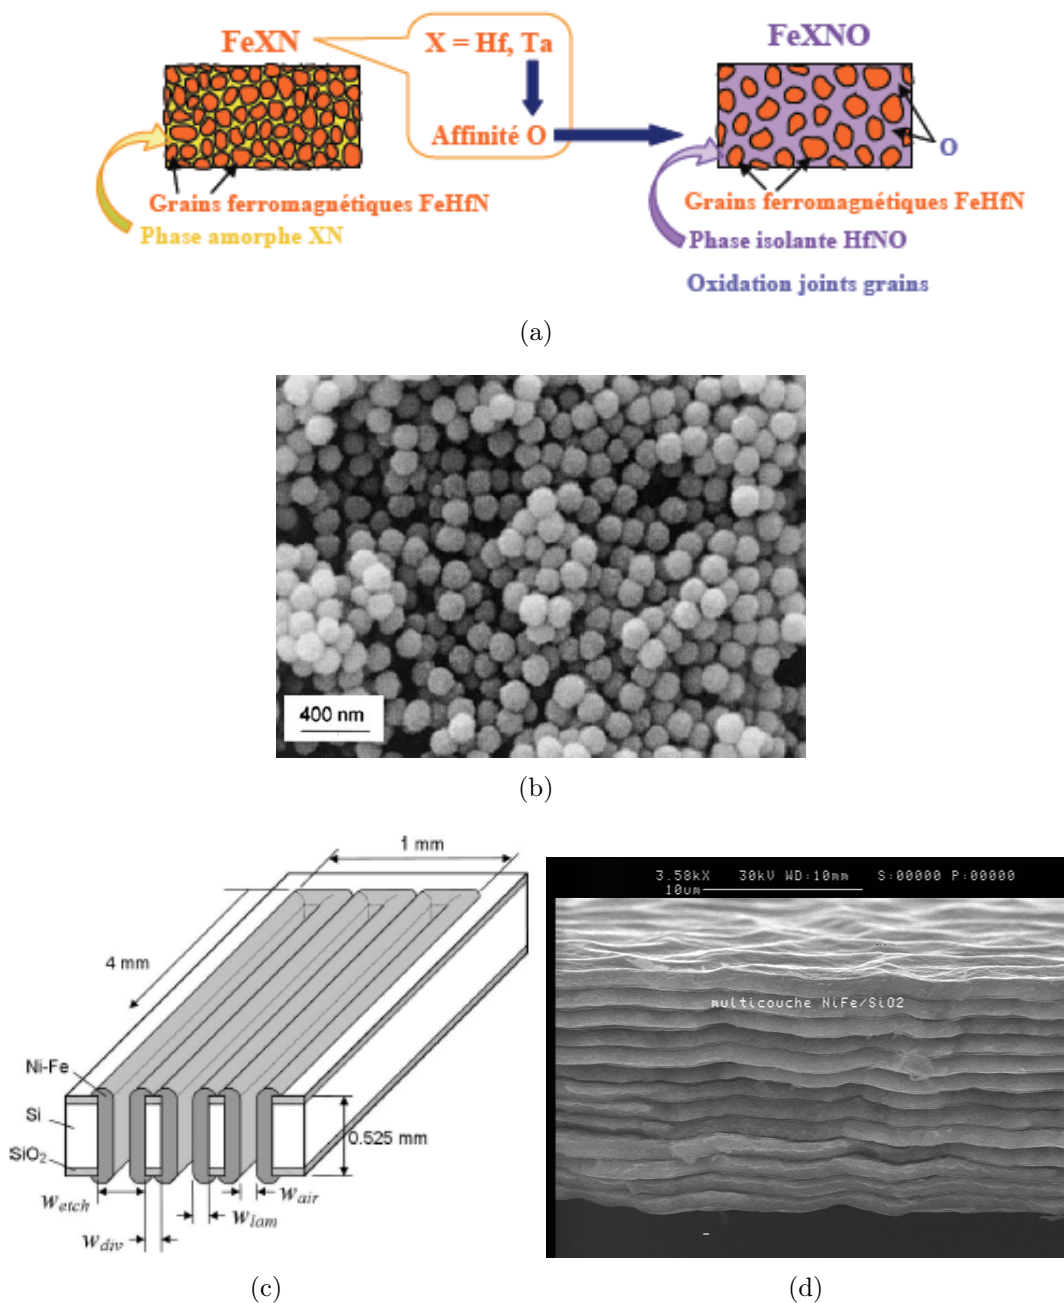 FeXN
X = Hf, Ta
Affinité O
Grains ferromagnétiques FeHfN
Phase amorphe XN
FeXNO
O
Grains ferromagnétiques FeHfN
Phase isolante HfNO
Oxidation joints grains
(a)
400 nm
(b)
1 mm
4 mm
Ni-Fe
Si
SiO2
0.525 mm
wetch
wair
wlam
wdiv
(c)
3.58kX 30kV WD:10mm S:00000 P:00000
10um
multicouche NiFe/SiO2
(d)